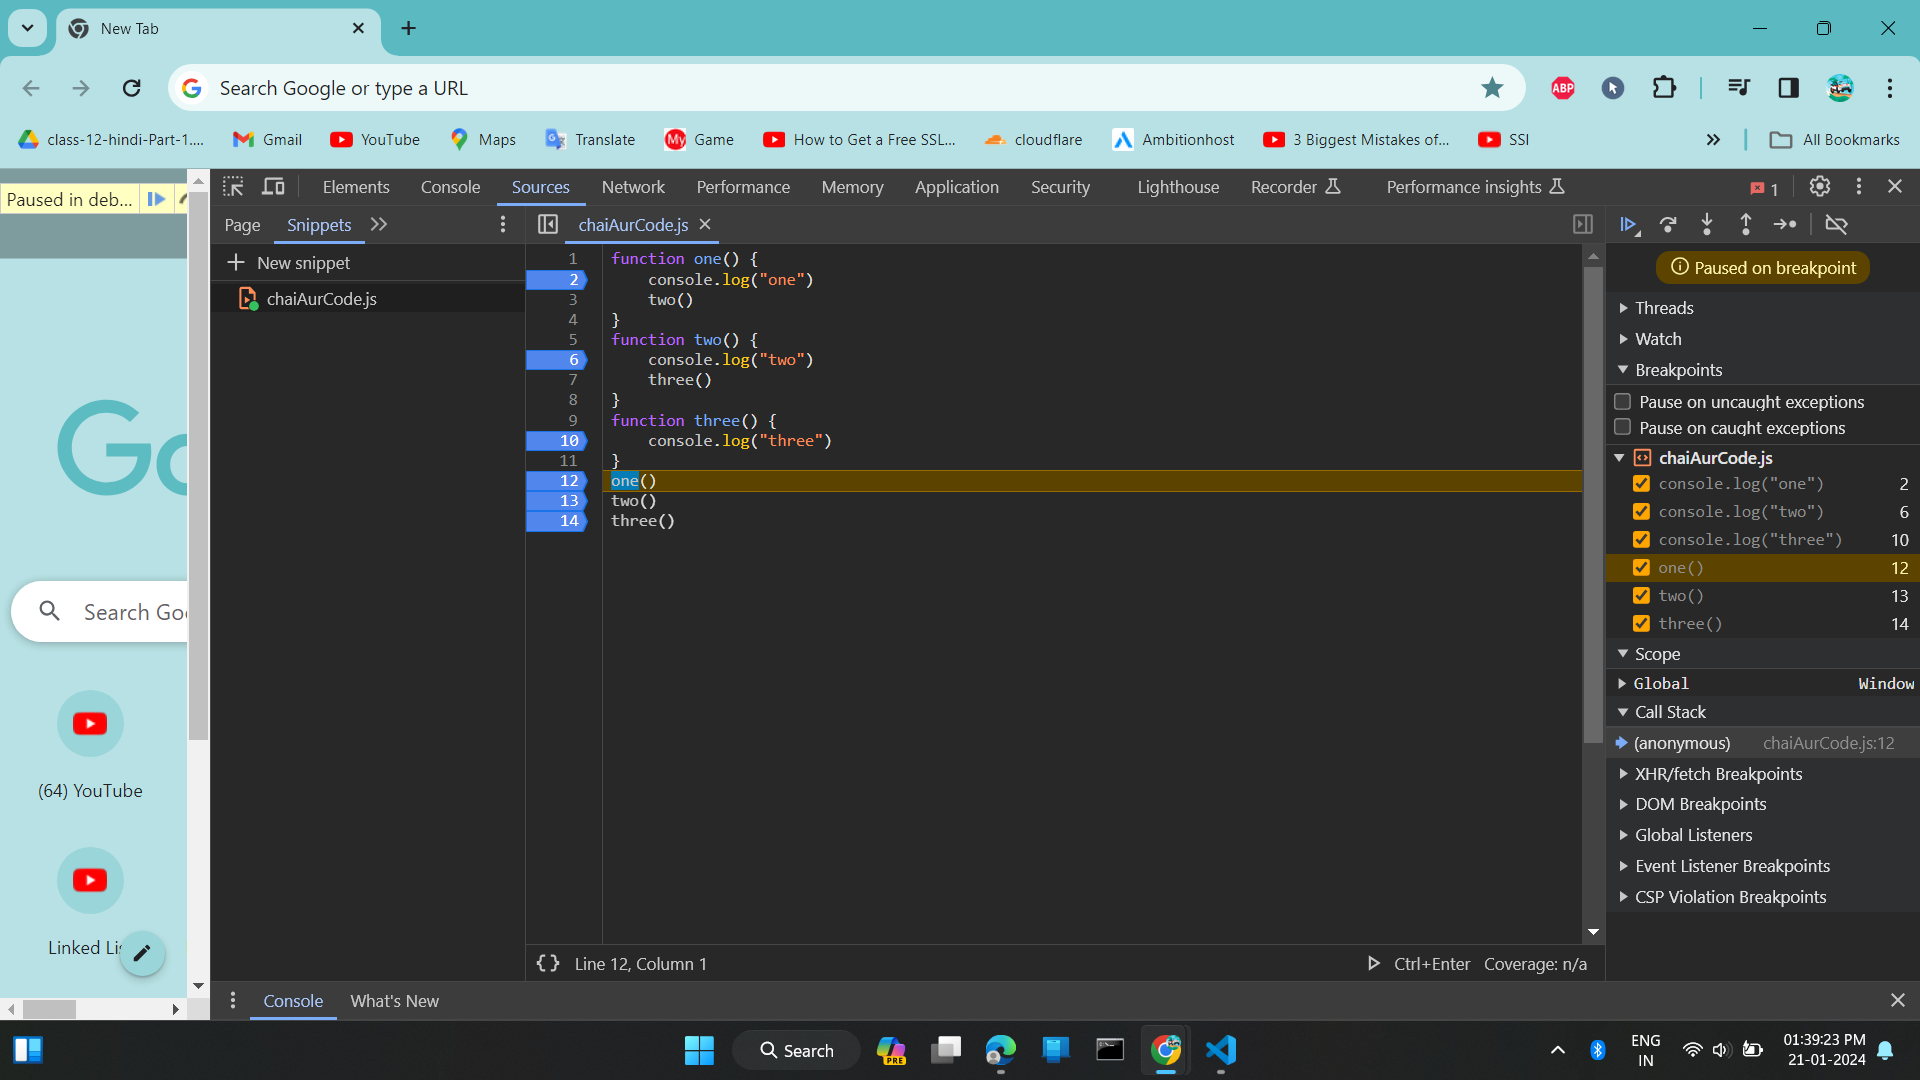 New Tab
Search Google or type a URL
ABP
class-12-hindi-Part-1....
Gmail
YouTube
Maps
Translate
My
Game
How to Get a Free SSL...
cloudflare
Ambitionhost
3 Biggest Mistakes of...
SSI
All Bookmarks
Paused in deb...
Elements
Console
Sources
Network
Performance
Memory
Application
Security
Lighthouse
Recorder
Performance insights
1
Page
Snippets
chaiAurCode.js
New snippet
chaiAurCode.js
1 function one() {
2 console.log("one")
3 two()
4 }
5 function two() {
6 console.log("two")
7 three()
8 }
9 function three() {
10 console.log("three")
11 }
12 one()
13 two()
14 three()
Paused on breakpoint
Threads
Watch
Breakpoints
Pause on uncaught exceptions
Pause on caught exceptions
chaiAurCode.js
console.log("one") 2
console.log("two") 6
console.log("three") 10
one() 12
two() 13
three() 14
Scope
Global Window
Call Stack
(anonymous) chaiAurCode.js:12
XHR/fetch Breakpoints
DOM Breakpoints
Global Listeners
Event Listener Breakpoints
CSP Violation Breakpoints
Go
Search Goo
(64) YouTube
Linked Lis
{} Line 12, Column 1
Ctrl+Enter Coverage: n/a
Console
What's New
Search
PRE
ENG
IN
01:39:23 PM
21-01-2024